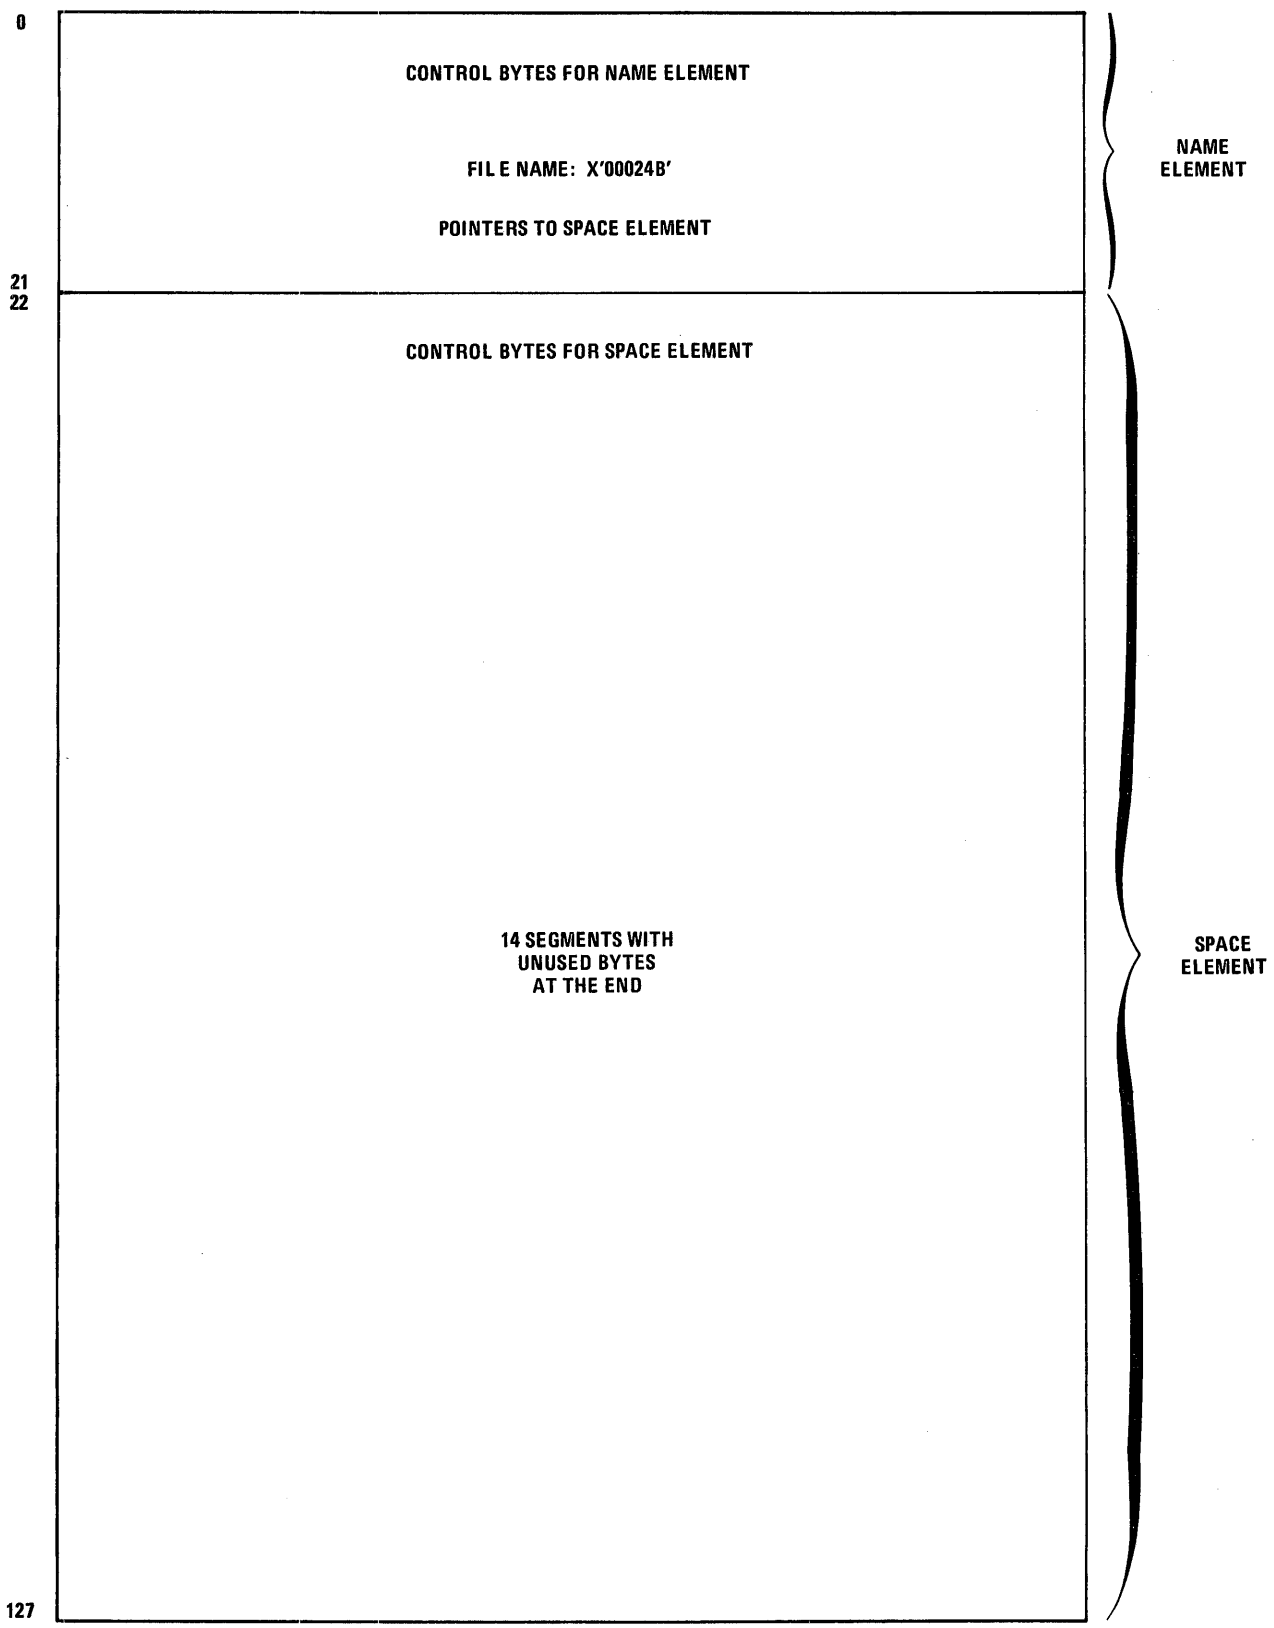 0
CONTROL BYTES FOR NAME ELEMENT
FILE NAME: X'00024B'
POINTERS TO SPACE ELEMENT
NAME
ELEMENT
21
22
CONTROL BYTES FOR SPACE ELEMENT
14 SEGMENTS WITH
UNUSED BYTES
AT THE END
SPACE
ELEMENT
127